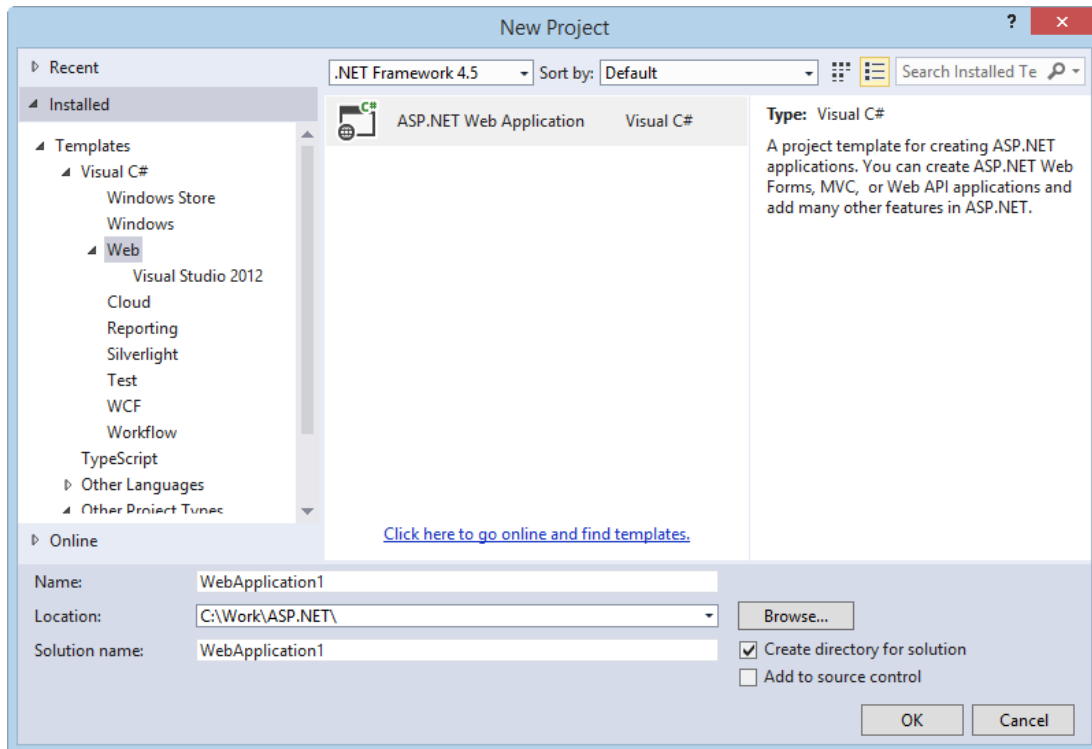 New Project
?
Recent
.NET Framework 4.5
Sort by:
Default
Search Installed Te
Installed
Templates
Visual C#
Windows Store
Windows
Web
Visual Studio 2012
Cloud
Reporting
Silverlight
Test
WCF
Workflow
TypeScript
Other Languages
Other Project Types
Online
C#
ASP.NET Web Application Visual C#
Click here to go online and find templates.
Type: Visual C#
A project template for creating ASP.NET
applications. You can create ASP.NET Web
Forms, MVC, or Web API applications and
add many other features in ASP.NET.
Name: WebApplication1
Location: C:\Work\ASP.NET\
Browse...
Solution name: WebApplication1
Create directory for solution
Add to source control
OK
Cancel